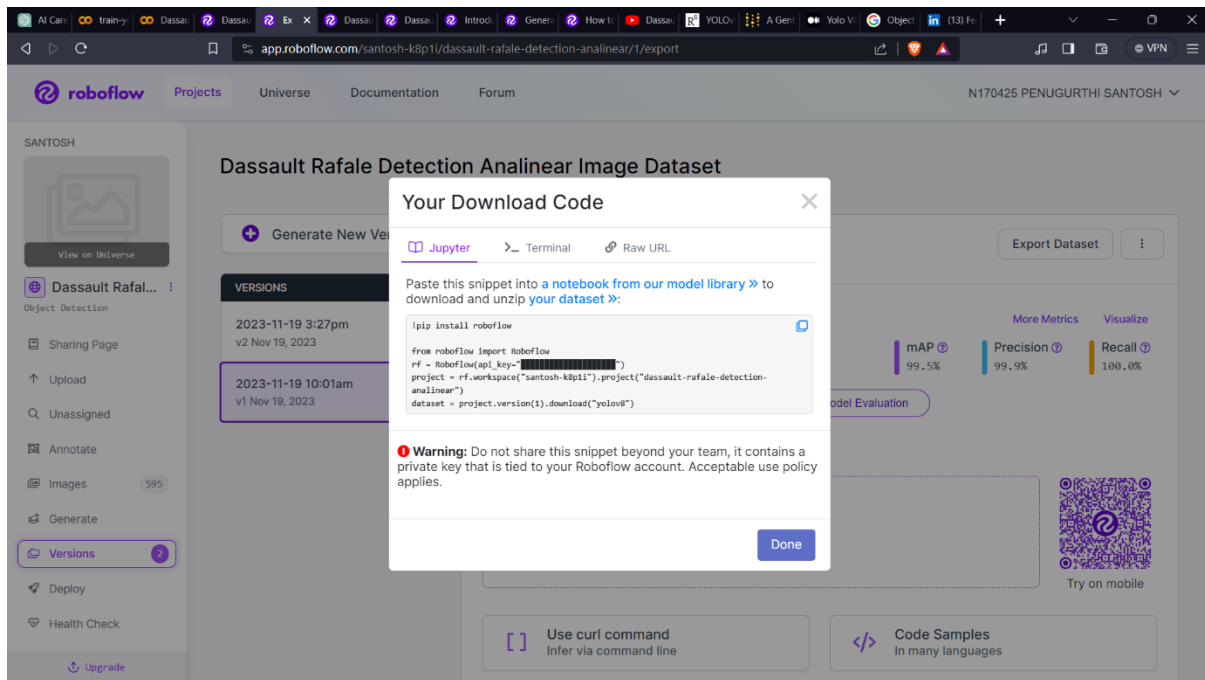 AI Care
train-y
Dassau
Dassau
Ex
Dassau
Dassau
Introdu
Genera
How to
Dassau
YOLOv
A Gent
Yolo V
Object
(13) Fe
app.roboflow.com/santosh-k8p1i/dassault-rafale-detection-analinear/1/export
VPN
roboflow
Projects
Universe
Documentation
Forum
N170425 PENUGURTHI SANTOSH
SANTOSH
View on Universe
Dassault Rafal...
Object Detection
Sharing Page
Upload
Unassigned
Annotate
Images 595
Generate
Versions 2
Deploy
Health Check
Upgrade
Dassault Rafale Detection Analinear Image Dataset
Generate New Ve
Export Dataset
VERSIONS
2023-11-19 3:27pm
v2 Nov 19, 2023
2023-11-19 10:01am
v1 Nov 19, 2023
More Metrics
Visualize
mAP
99.5%
Precision
99.9%
Recall
100.0%
odel Evaluation
Your Download Code
Jupyter
Terminal
Raw URL
Paste this snippet into a notebook from our model library » to
download and unzip your dataset »:
!pip install roboflow
from roboflow import Roboflow
rf = Roboflow(api_key="")
project = rf.workspace("santosh-k8p1i").project("dassault-rafale-detection-
analinear")
dataset = project.version(1).download("yolov8")
Warning: Do not share this snippet beyond your team, it contains a
private key that is tied to your Roboflow account. Acceptable use policy
applies.
Done
Try on mobile
Use curl command
Infer via command line
Code Samples
In many languages